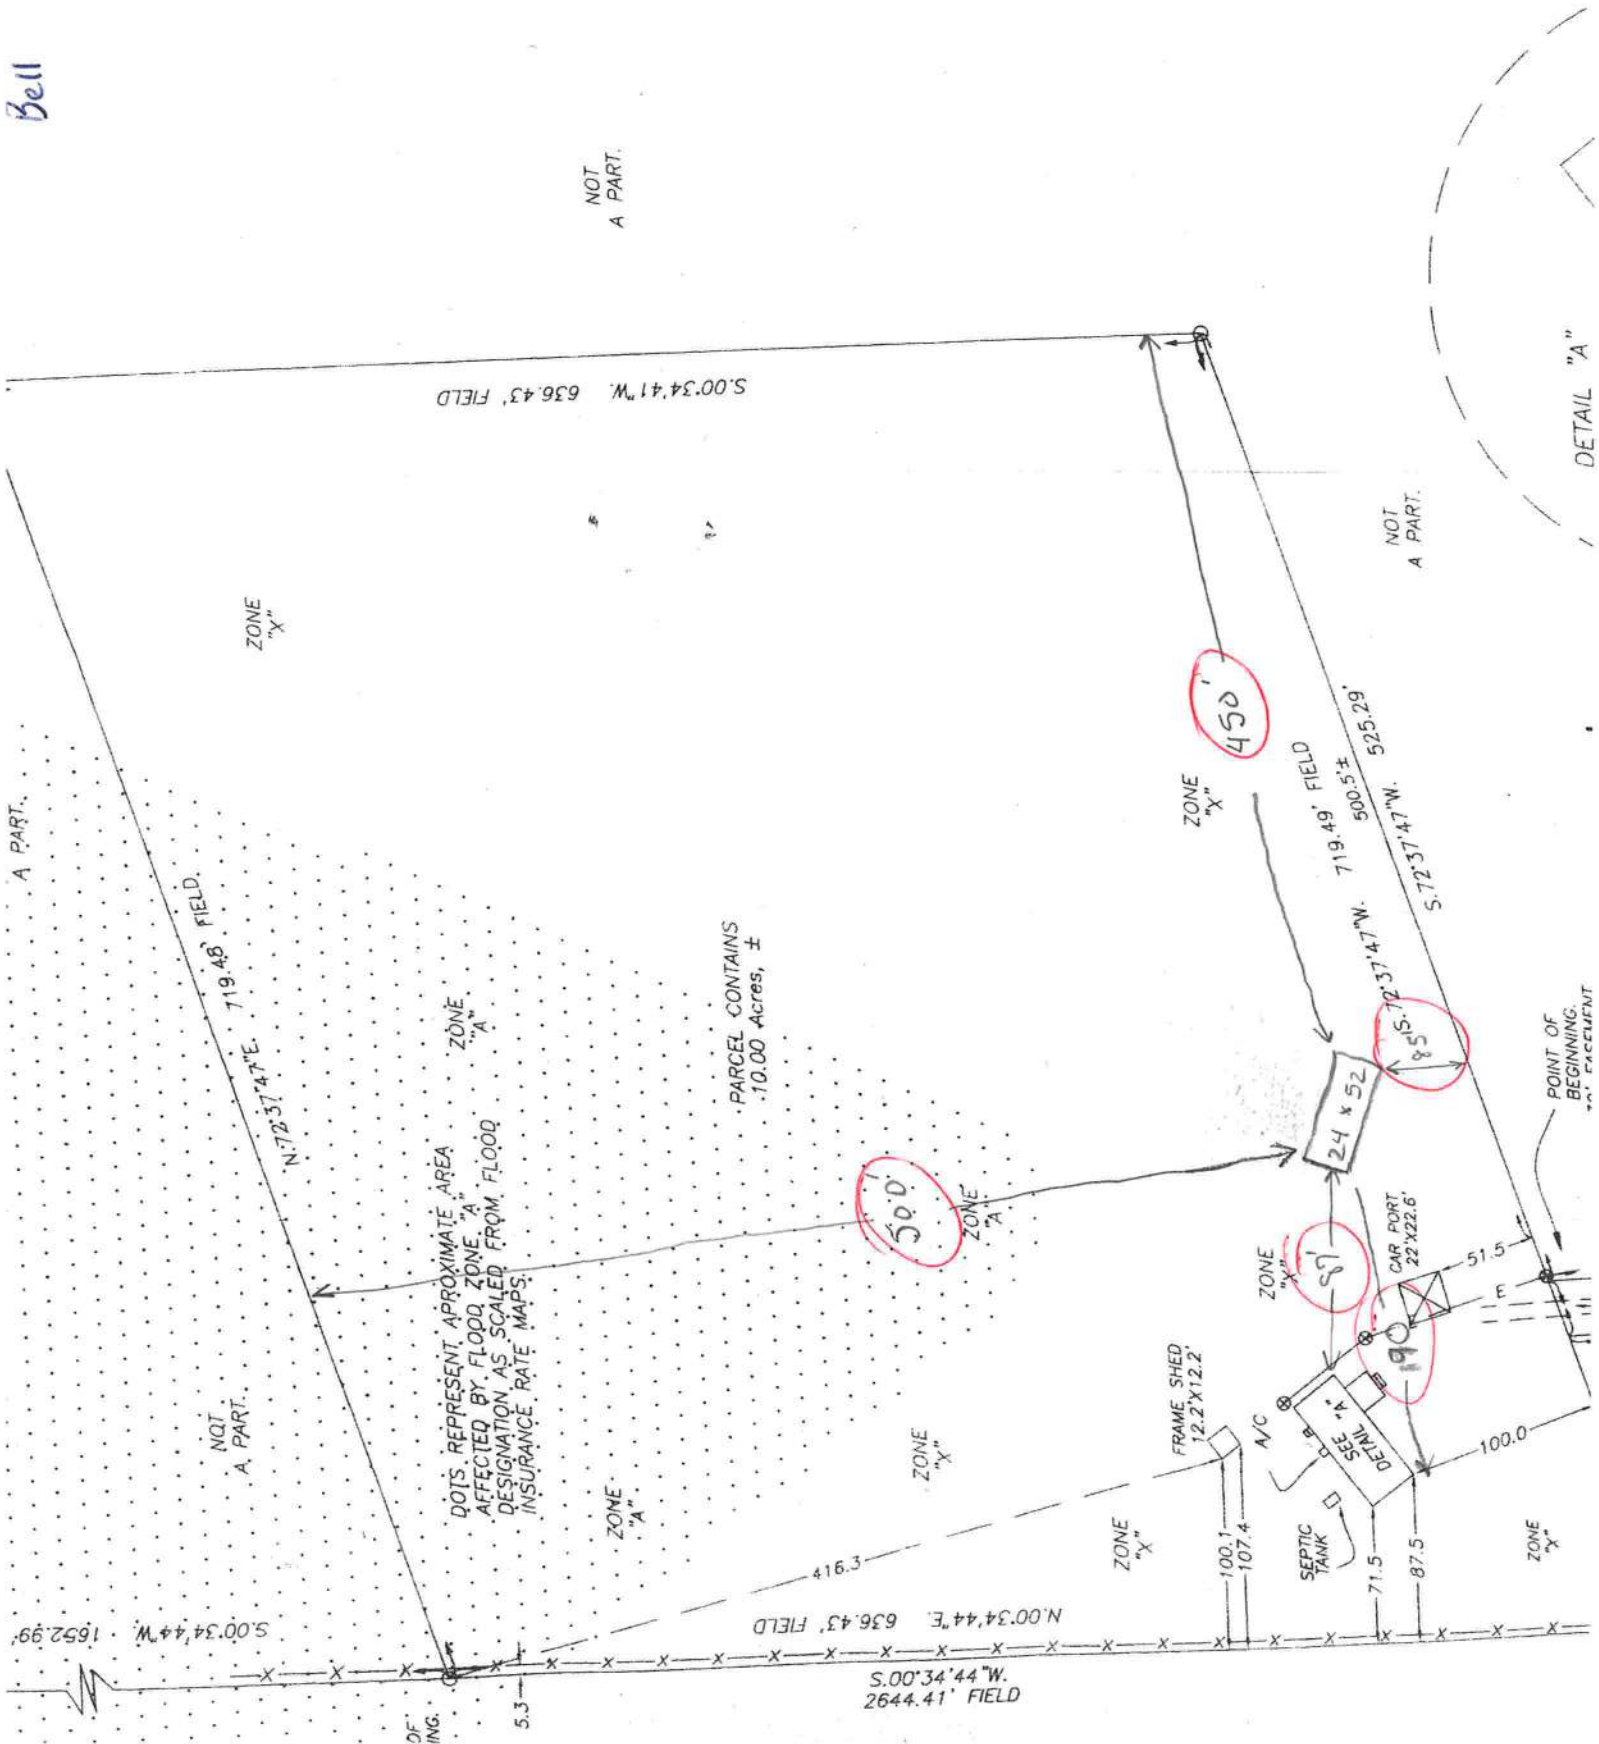 Bell
NOT
A PART.
S.00°34'41"W. 636.43' FIELD
A PART.
ZONE
"X"
N.72°37'47"E. 719.48' FIELD.
NOT
A PART.
S.00°34'44"W. 1652.99'
DOTS REPRESENT APROXIMATE AREA
AFFECTED BY FLOOD ZONE "A"
DESIGNATION AS SCALED FROM FLOOD
INSURANCE RATE MAPS.
ZONE
"A"
ZONE
"A"
PARCEL CONTAINS
10.00 Acres, ±
500'
ZONE
"A"
ZONE
"X"
450'
ZONE
"X"
S.72°37'47"W. 719.49' FIELD
500.5'±
S.72°37'47"W. 525.29'
NOT
A PART.
DETAIL "A"
24 x 52
85'
87'
190
ZONE
"X"
CAR PORT
22'X22.6'
51.5
E
POINT OF
BEGINNING.
FRAME SHED
12.2'X12.2'
A/C
SEE
DETAIL "A"
SEPTIC
TANK
100.0
100.1
107.4
71.5
87.5
ZONE
"X"
ZONE
"X"
416.3
N.00°34'44"E. 636.43' FIELD
S.00°34'44"W.
2644.41' FIELD
5.3
OF
ING.